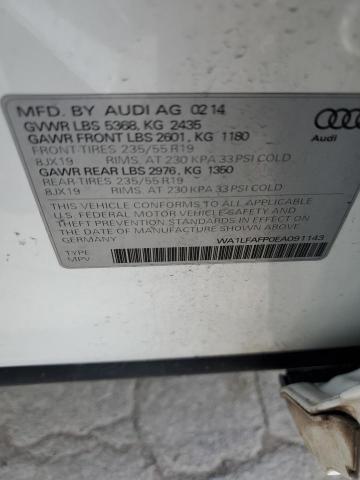 MFD. BY AUDI AG 02 14
GVWR LBS 5368, KG 2435
GAWR FRONT LBS 2601, KG 1180
FRONT TIRES 235/55 R19
8JX19 RIMS, AT 230 KPA 33 PSI COLD
GAWR REAR LBS 2976, KG 1350
REAR TIRES 235/55 R19
8JX19 RIMS, AT 230 KPA 33 PSI COLD
THIS VEHICLE CONFORMS TO ALL APPLICABLE
U.S. FEDERAL MOTOR VEHICLE SAFETY AND
THEFT PREVENTION STANDARDS IN EFFECT ON
THE DATE OF MANUFACTURE SHOWN ABOVE
TYPE:
MPV
WA1LFAFP0EA091143
MADE IN GERMANY
Audi